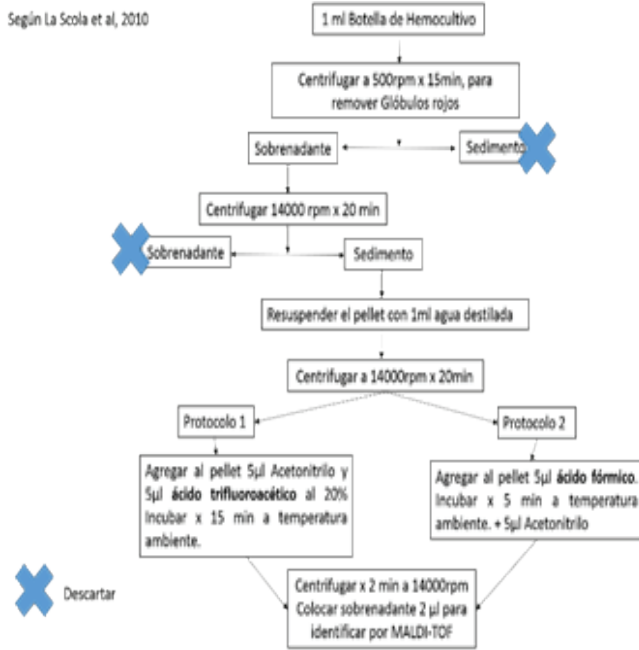 Según La Scola et al, 2010
1 ml Botella de Hemocultivo
Centrifugar a 500rpm x 15min, para
remover Glóbulos rojos
Sobrenadante
Sedimento
Centrifugar 14000 rpm x 20 min
Sobrenadante
Sedimento
Resuspender el pellet con 1ml agua destilada
Centrifugar a 14000rpm x 20min
Protocolo 1
Protocolo 2
Agregar al pellet 5µl Acetonitrilo y
5µl ácido trifluoroacético al 20%
Incubar x 15 min a temperatura
ambiente.
Agregar al pellet 5µl ácido fórmico.
Incubar x 5 min a temperatura
ambiente. + 5µl Acetonitrilo
Centrifugar x 2 min a 14000rpm
Colocar sobrenadante 2 µl para
identificar por MALDI-TOF
Descartar